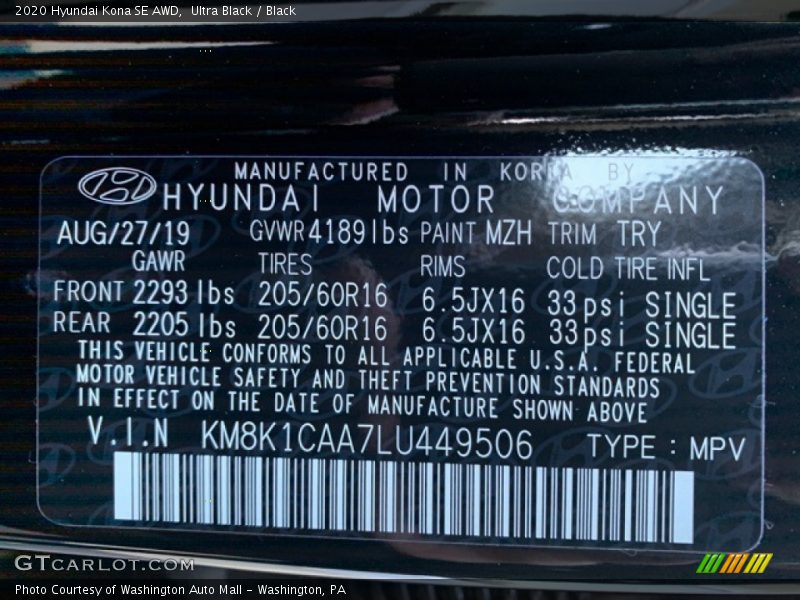 2020 Hyundai Kona SE AWD, Ultra Black / Black
MANUFACTURED IN KOREA BY
HYUNDAI MOTOR COMPANY
AUG/27/19 GVWR 4189 lbs PAINT MZH TRIM TRY
GAWR TIRES RIMS COLD TIRE INFL
FRONT 2293 lbs 205/60R16 6.5JX16 33psi SINGLE
REAR 2205 lbs 205/60R16 6.5JX16 33psi SINGLE
THIS VEHICLE CONFORMS TO ALL APPLICABLE U.S.A. FEDERAL
MOTOR VEHICLE SAFETY AND THEFT PREVENTION STANDARDS
IN EFFECT ON THE DATE OF MANUFACTURE SHOWN ABOVE
V.I.N KM8K1CAA7LU449506 TYPE : MPV
GTCARLOT.COM
Photo Courtesy of Washington Auto Mall - Washington, PA